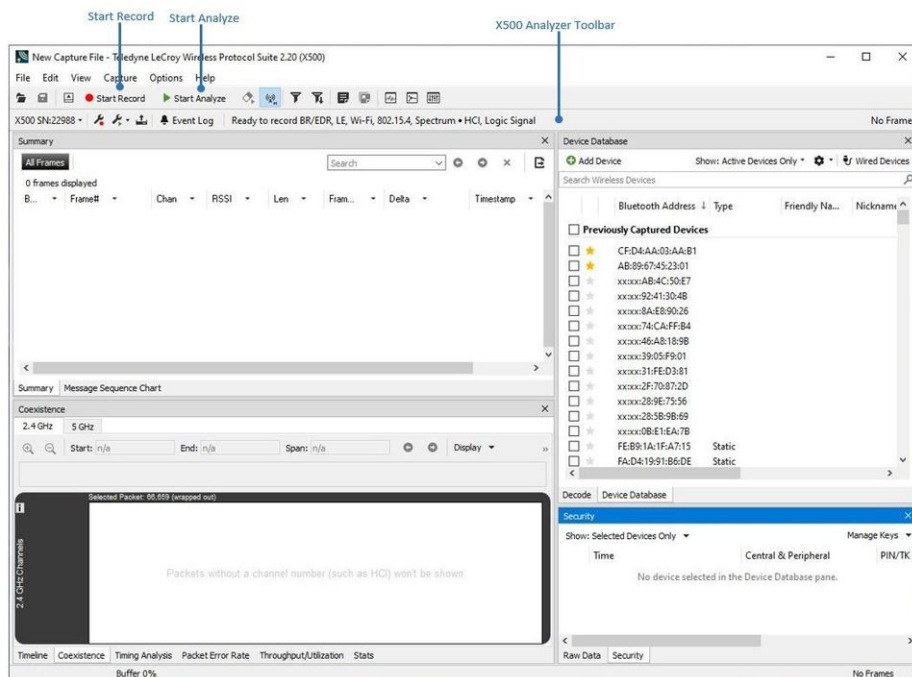 Start Record
Start Analyze
X500 Analyzer Toolbar
New Capture File - Teledyne LeCroy Wireless Protocol Suite 2.20 (X500)
File Edit View Capture Options Help
Start Record Start Analyze
X500 SN:22988 Event Log Ready to record BR/EDR, LE, Wi-Fi, 802.15.4, Spectrum • HCI, Logic Signal No Frame
Summary
All Frames Search
0 frames displayed
B... Frame# Chan RSSI Len Fram... Delta Timestamp
Summary Message Sequence Chart
Coexistence
2.4 GHz 5 GHz
Start: n/a End: n/a Span: n/a Display »
Selected Packet: 66,659 (wrapped out)
2.4 GHz Channels
Packets without a channel number (such as HCI) won't be shown
Timeline Coexistence Timing Analysis Packet Error Rate Throughput/Utilization Stats
Device Database
Add Device Show: Active Devices Only Wired Devices
Search Wireless Devices
Bluetooth Address ↓ Type Friendly Na... Nickname
Previously Captured Devices
CF:D4:AA:03:AA:B1
AB:89:67:45:23:01
xx:xx:AB:4C:50:E7
xx:xx:92:41:30:4B
xx:xx:8A:E8:90:26
xx:xx:74:CA:FF:B4
xx:xx:46:A8:18:9B
xx:xx:39:05:F9:01
xx:xx:31:FE:D3:81
xx:xx:2F:70:87:2D
xx:xx:28:9E:75:56
xx:xx:28:5B:9B:69
xx:xx:0B:E1:EA:7B
FE:B9:1A:1F:A7:15 Static
FA:D4:19:91:B6:DE Static
Decode Device Database
Security
Show: Selected Devices Only Manage Keys
Time Central & Peripheral PIN/TK
No device selected in the Device Database pane.
Raw Data Security
Buffer 0% No Frames